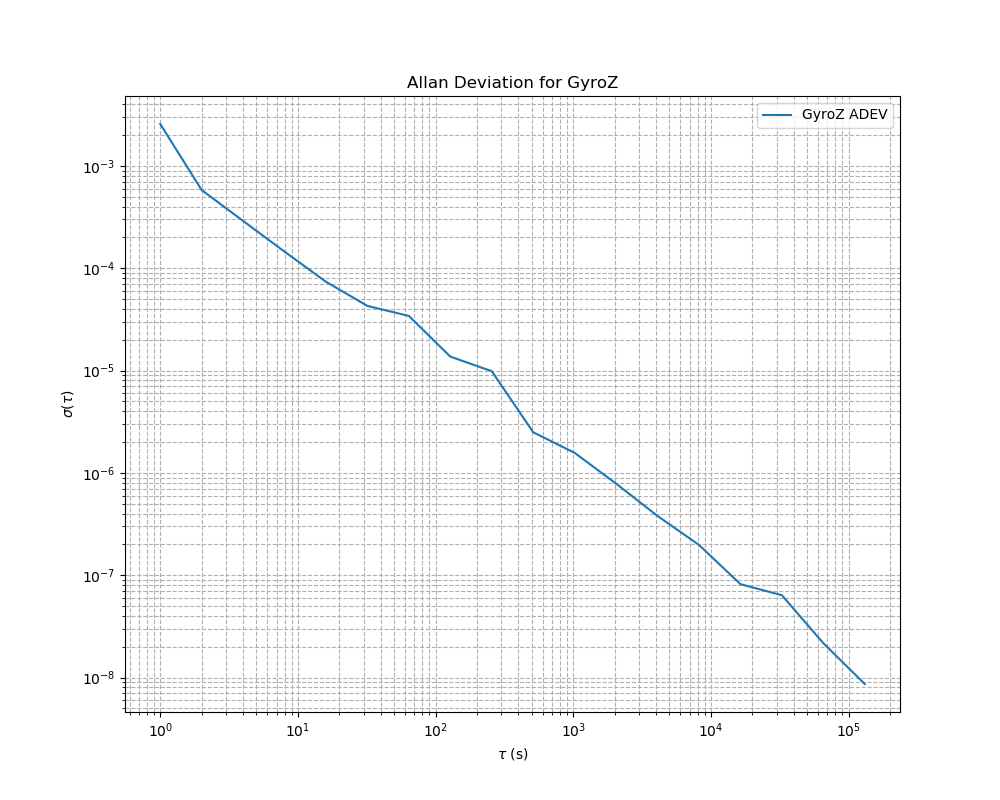 Allan Deviation for GyroZ
GyroZ ADEV
10⁻³
10⁻⁴
10⁻⁵
10⁻⁶
10⁻⁷
10⁻⁸
σ(τ)
10⁰ 10¹ 10² 10³ 10⁴ 10⁵
τ (s)